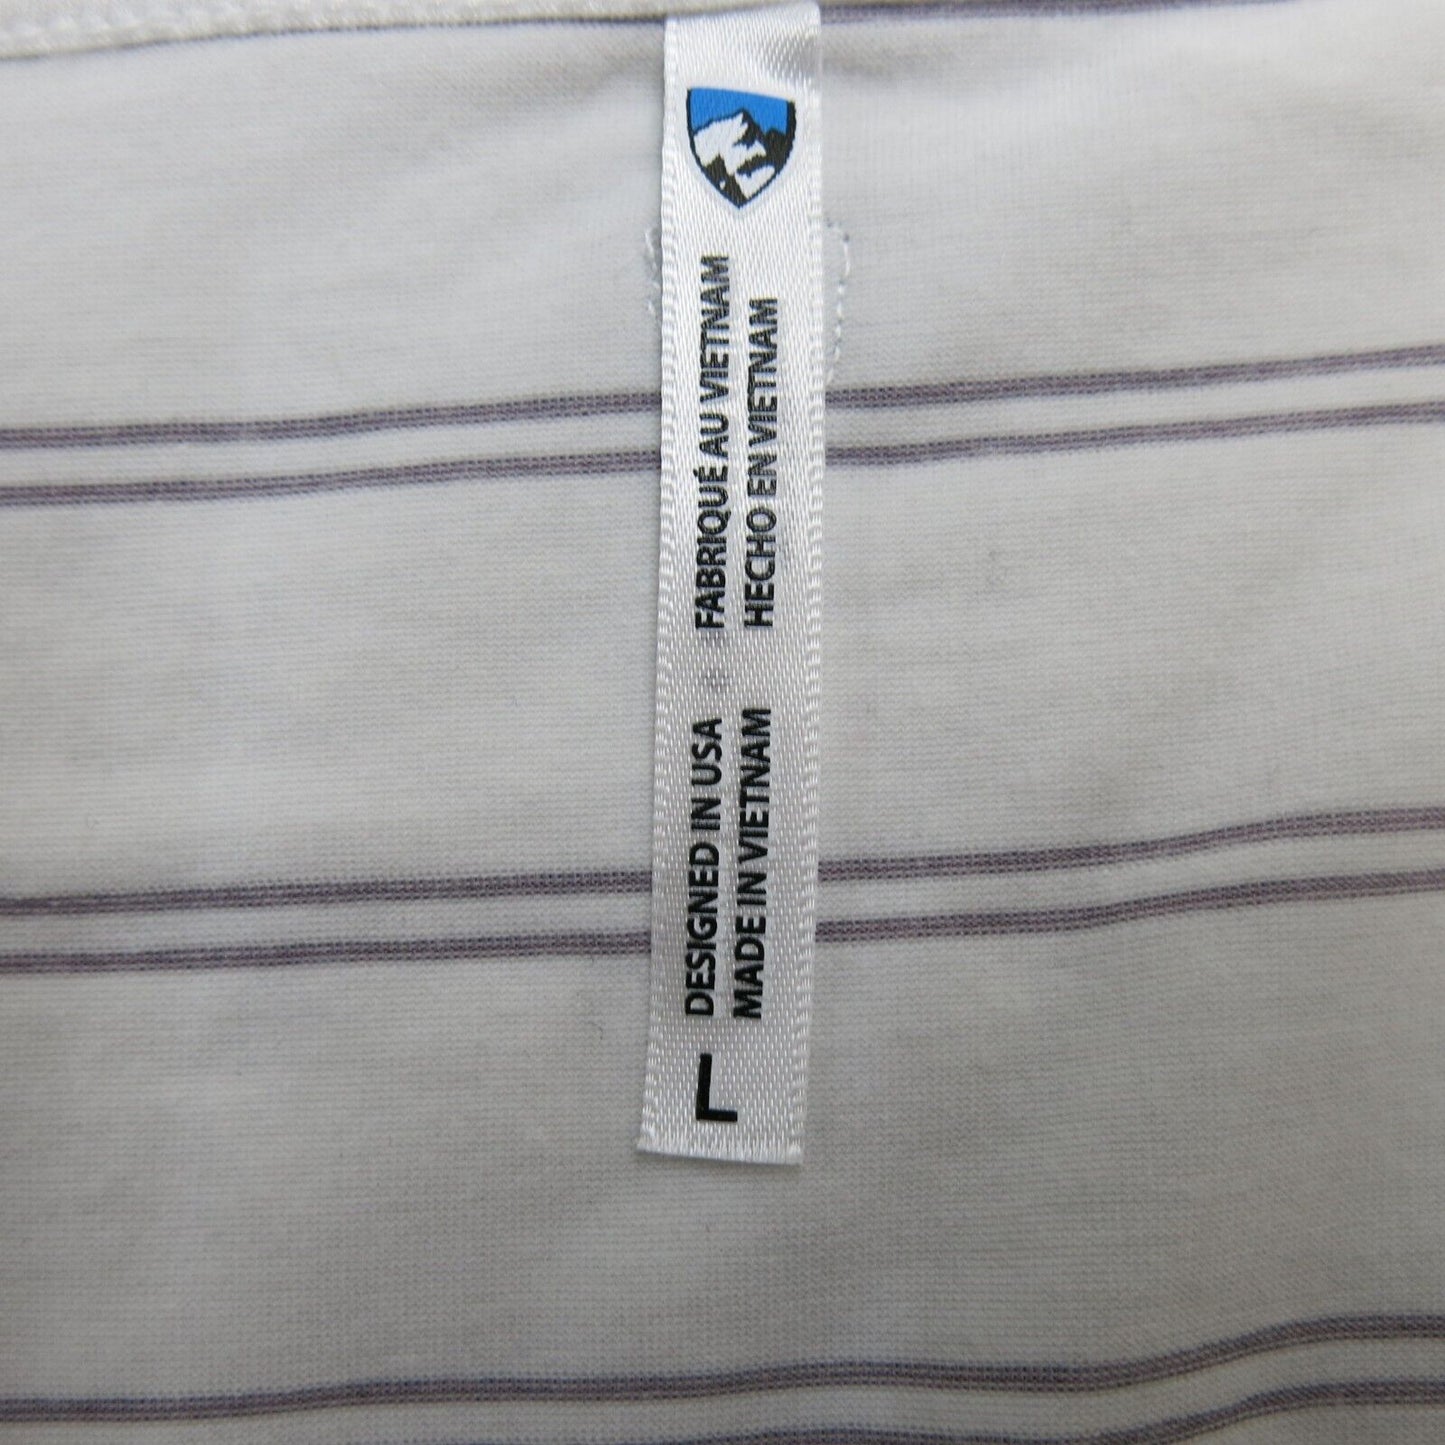 L
DESIGNED IN USA
MADE IN VIETNAM
FABRIQUÉ AU VIETNAM
HECHO EN VIETNAM